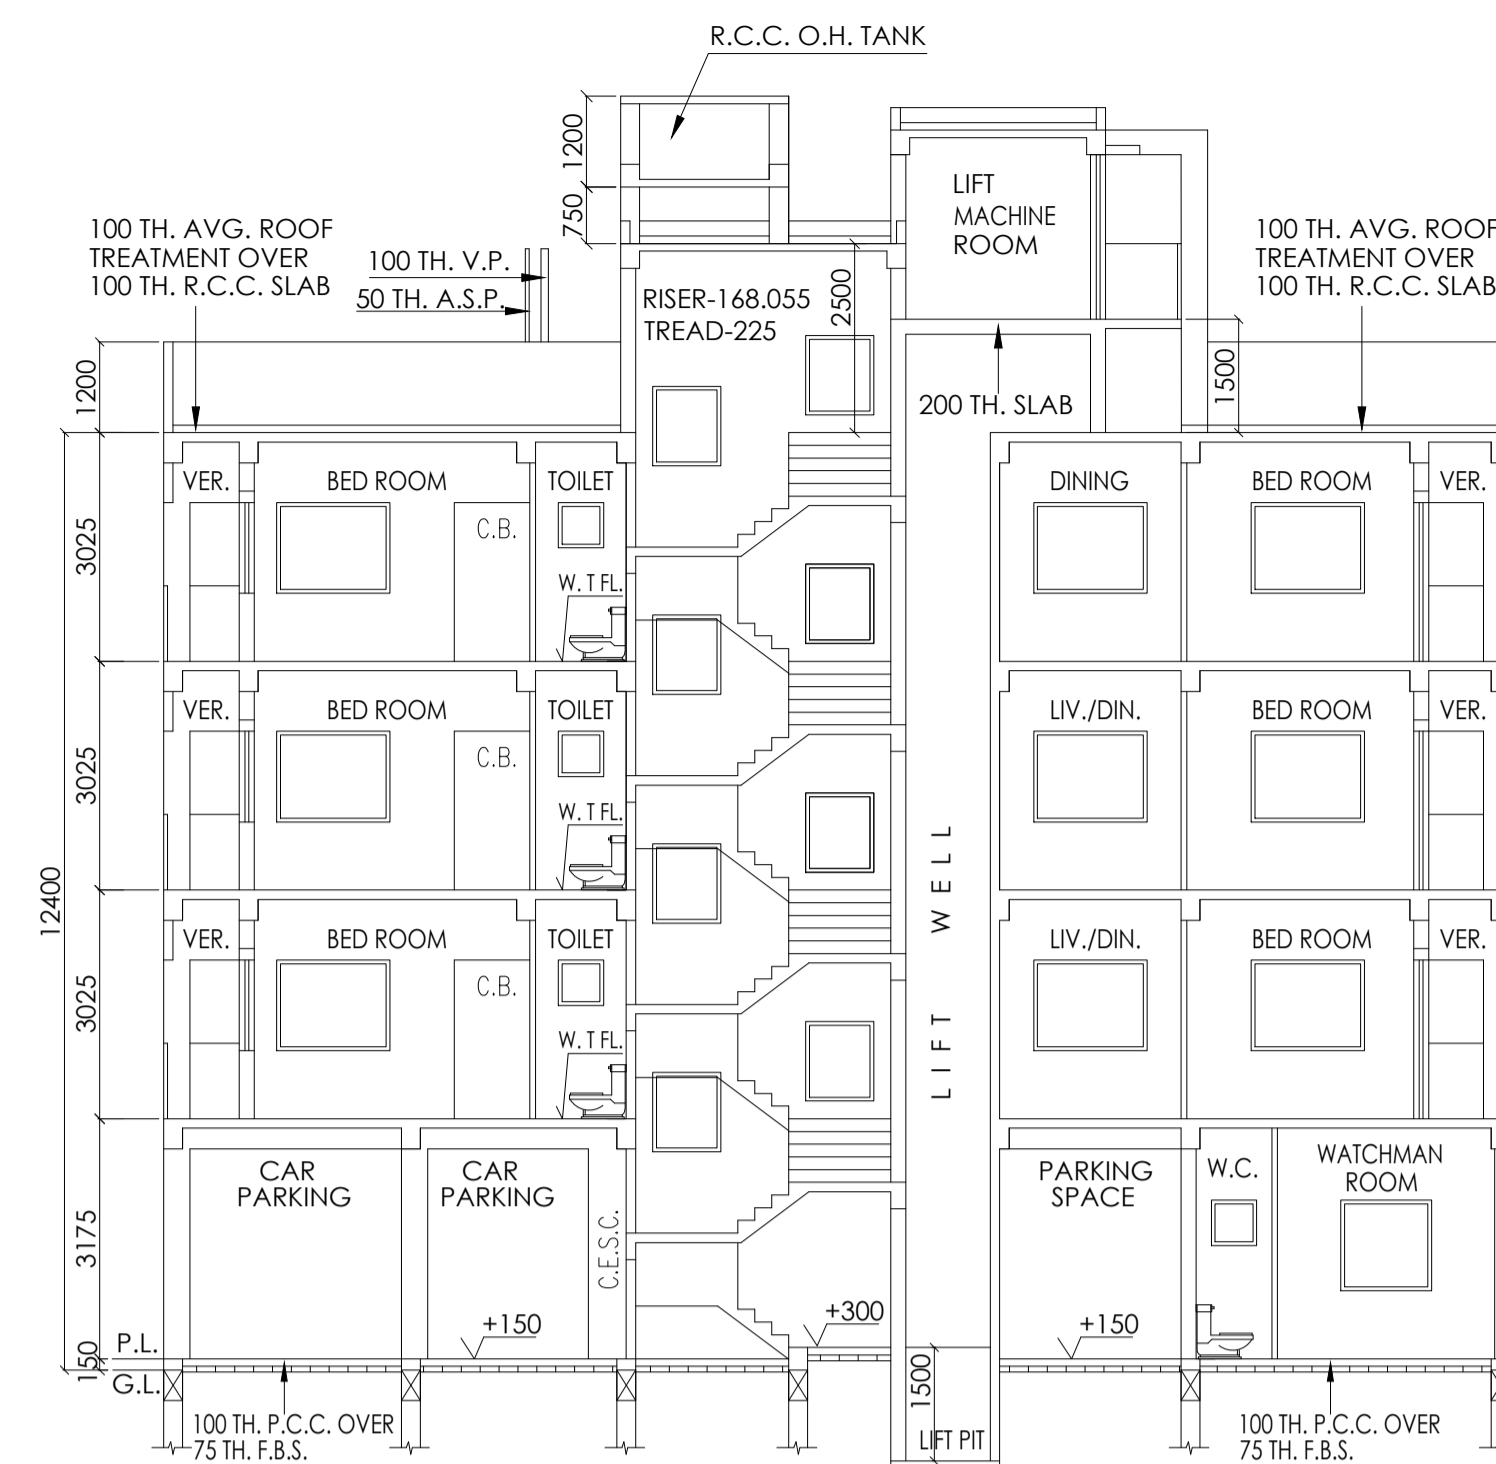 R.C.C. O.H. TANK
1200
750
LIFT
MACHINE
ROOM
100 TH. AVG. ROOF
TREATMENT OVER
100 TH. R.C.C. SLAB
100 TH. V.P.
50 TH. A.S.P.
RISER-168.055
TREAD-225
2500
100 TH. AVG. ROOF
TREATMENT OVER
100 TH. R.C.C. SLAB
1200
200 TH. SLAB
1500
VER.
BED ROOM
TOILET
DINING
BED ROOM
VER.
C.B.
3025
W. T FL.
VER.
BED ROOM
TOILET
LIV./DIN.
BED ROOM
VER.
C.B.
3025
W. T FL.
12400
LIFT WELL
VER.
BED ROOM
TOILET
LIV./DIN.
BED ROOM
VER.
C.B.
3025
W. T FL.
CAR
PARKING
CAR
PARKING
PARKING
SPACE
W.C.
WATCHMAN
ROOM
3175
C.E.S.C.
+150
+300
+150
P.L.
150
G.L.
1500
100 TH. P.C.C. OVER
75 TH. F.B.S.
LIFT PIT
100 TH. P.C.C. OVER
75 TH. F.B.S.